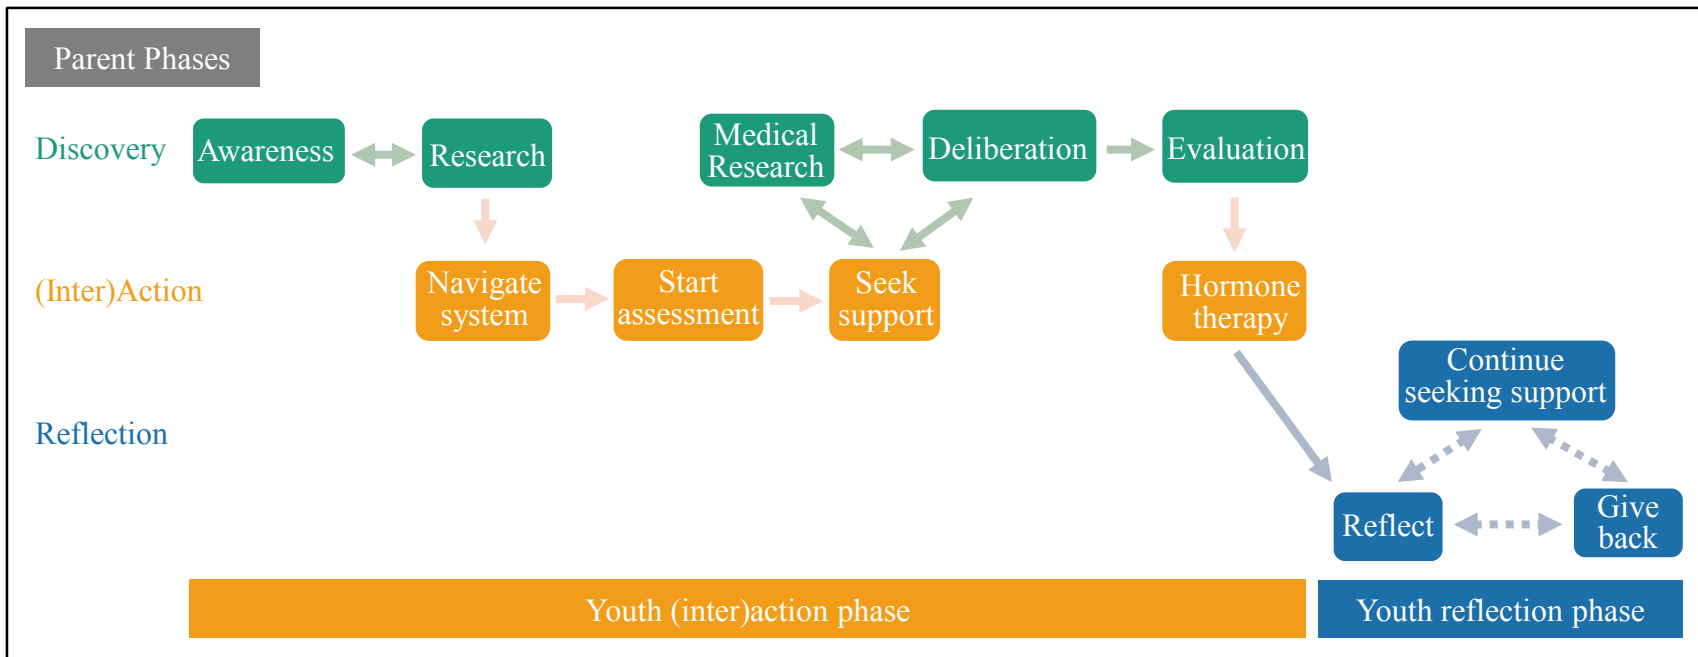 Parent Phases
Discovery
Awareness
Research
Medical
Research
Deliberation
Evaluation
(Inter)Action
Navigate
system
Start
assessment
Seek
support
Hormone
therapy
Reflection
Continue
seeking support
Reflect
Give
back
Youth (inter)action phase
Youth reflection phase